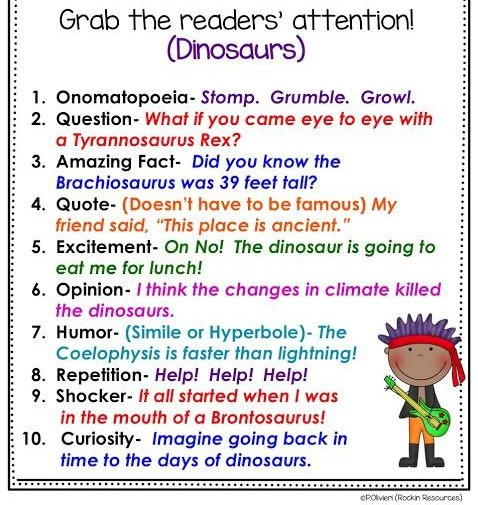 Grab the readers' attention!
(Dinosaurs)
1. Onomatopoeia- Stomp. Grumble. Growl.
2. Question- What if you came eye to eye with
a Tyrannosaurus Rex?
3. Amazing Fact- Did you know the
Brachiosaurus was 39 feet tall?
4. Quote- (Doesn't have to be famous) My
friend said, "This place is ancient."
5. Excitement- On No! The dinosaur is going to
eat me for lunch!
6. Opinion- I think the changes in climate killed
the dinosaurs.
7. Humor- (Simile or Hyperbole)- The
Coelophysis is faster than lightning!
8. Repetition- Help! Help! Help!
9. Shocker- It all started when I was
in the mouth of a Brontosaurus!
10. Curiosity- Imagine going back in
time to the days of dinosaurs.
©P.Olivieri (Rockin Resources)